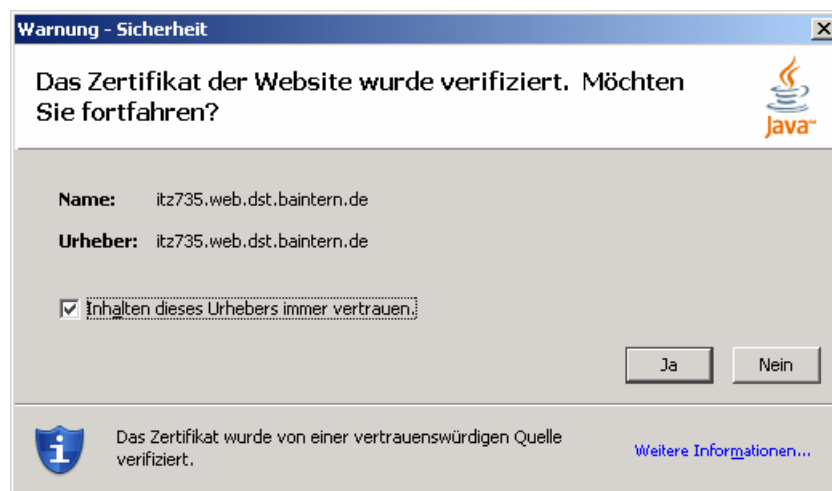 Warnung - Sicherheit
Das Zertifikat der Website wurde verifiziert. Möchten
Sie fortfahren?
Java™
Name: itz735.web.dst.baintern.de
Urheber: itz735.web.dst.baintern.de
Inhalten dieses Urhebers immer vertrauen.
Ja Nein
Das Zertifikat wurde von einer vertrauenswürdigen Quelle
verifiziert.
Weitere Informationen...